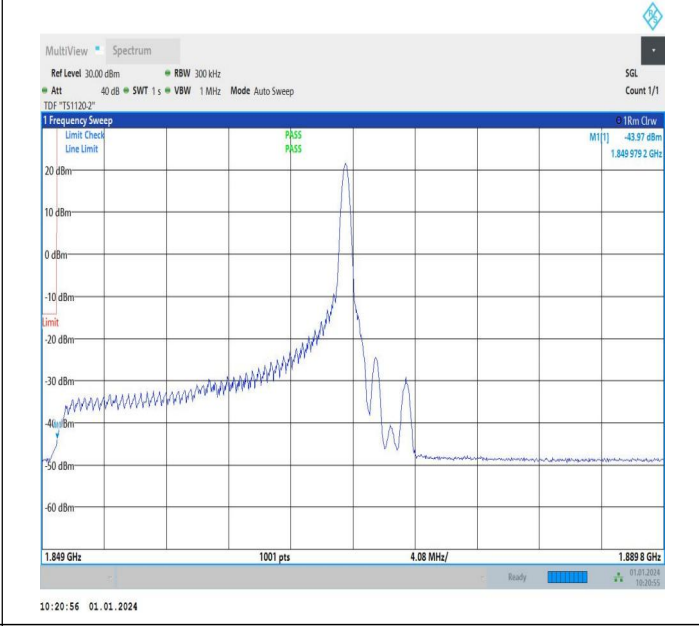 MultiView Spectrum
Ref Level 30.00 dBm RBW 300 kHz SGL
Att 40 dB SWT 1 s VBW 1 MHz Mode Auto Sweep Count 1/1
TDF "TS1120-2"
1 Frequency Sweep 1Rm Clrw
Limit Check PASS M1[1] -43.97 dBm
Line Limit PASS 1.849 979 2 GHz
20 dBm
10 dBm
0 dBm
-10 dBm
Limit
-20 dBm
-30 dBm
-40 dBm
-50 dBm
-60 dBm
1.849 GHz 1001 pts 4.08 MHz/ 1.889 8 GHz
Ready 01.01.2024
10:20:55
10:20:56 01.01.2024